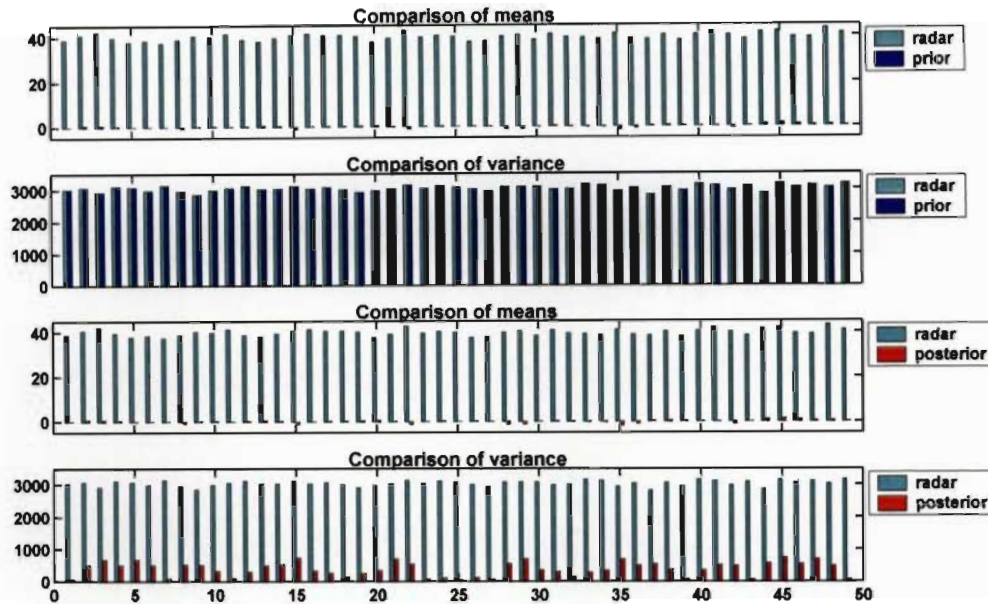 Comparison of means
40
20
0
radar
prior
Comparison of variance
3000
2000
1000
0
radar
prior
Comparison of means
40
20
0
radar
posterior
Comparison of variance
3000
2000
1000
0
radar
posterior
0 5 10 15 20 25 30 35 40 45 50